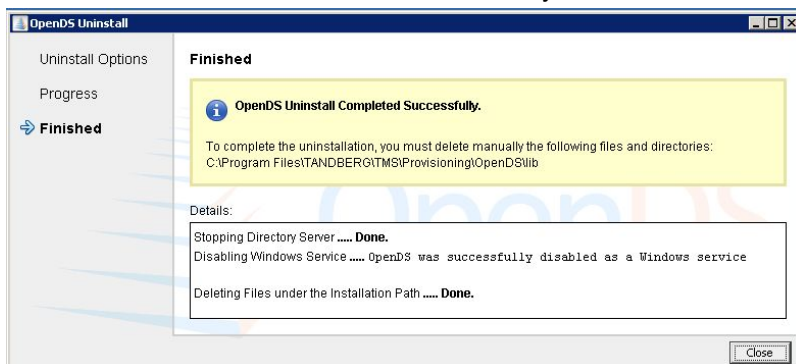 OpenDS Uninstall
Uninstall Options
Progress
Finished
Finished
OpenDS Uninstall Completed Successfully.
To complete the uninstallation, you must delete manually the following files and directories:
C:\Program Files\TANDBERG\TMS\Provisioning\OpenDS\lib
Details:
Stopping Directory Server ..... Done.
Disabling Windows Service ..... OpenDS was successfully disabled as a Windows service
Deleting Files under the Installation Path ..... Done.
OpenDS
Close